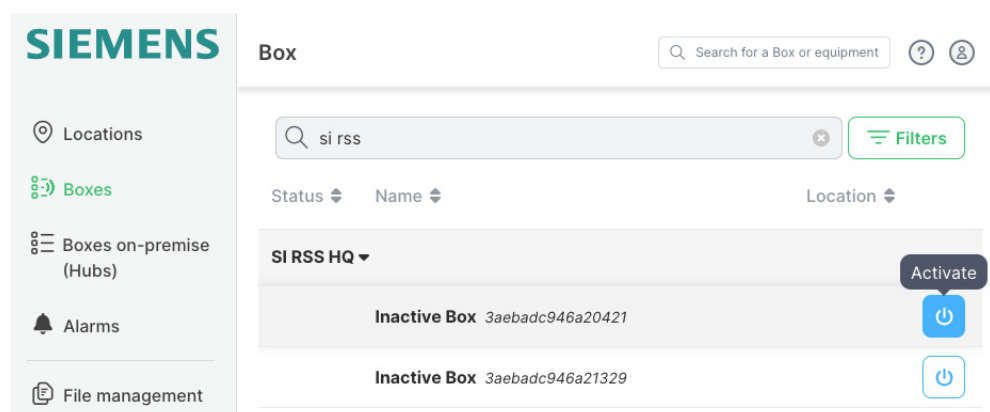 SIEMENS
Box
Search for a Box or equipment
?
Locations
si rss
Filters
Boxes
Status Name Location
Boxes on-premise
(Hubs)
SI RSS HQ
Activate
Alarms
Inactive Box 3aebadc946a20421
Inactive Box 3aebadc946a21329
File management